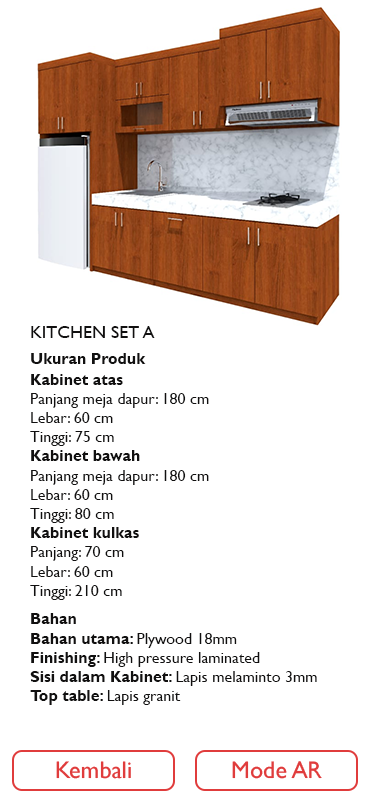 KITCHEN SET A
Ukuran Produk
Kabinet atas
Panjang meja dapur: 180 cm
Lebar: 60 cm
Tinggi: 75 cm
Kabinet bawah
Panjang meja dapur: 180 cm
Lebar: 60 cm
Tinggi: 80 cm
Kabinet kulkas
Panjang: 70 cm
Lebar: 60 cm
Tinggi: 210 cm
Bahan
Bahan utama: Plywood 18mm
Finishing: High pressure laminated
Sisi dalam Kabinet: Lapis melaminto 3mm
Top table: Lapis granit
Kembali
Mode AR